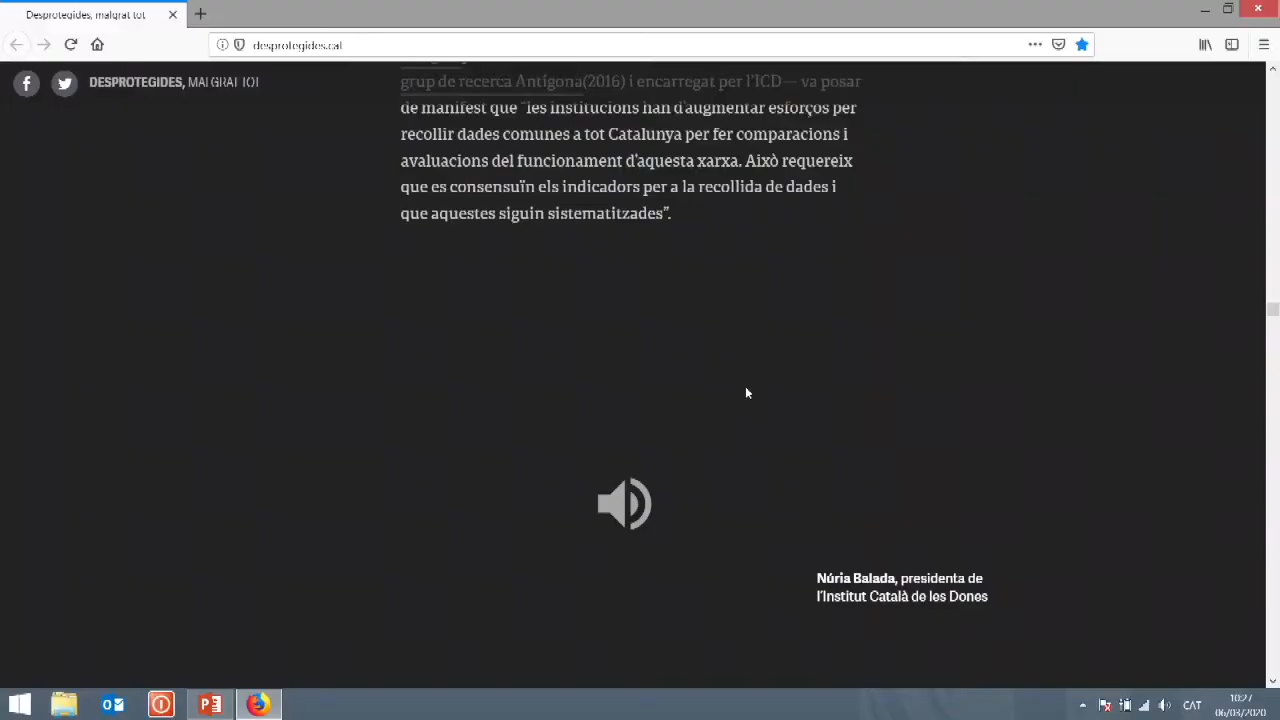 Desprotegides, malgrat tot
desprotegides.cat
DESPROTEGIDES, MALGRAT TOT
grup de recerca Antígona(2016) i encarregat per l'ICD— va posar
de manifest que “les institucions han d'augmentar esforços per
recollir dades comunes a tot Catalunya per fer comparacions i
avaluacions del funcionament d'aquesta xarxa. Això requereix
que es consensuïn els indicadors per a la recollida de dades i
que aquestes siguin sistematitzades”.
Núria Balada, presidenta de
l'Institut Català de les Dones
CAT
10:27
06/03/2020